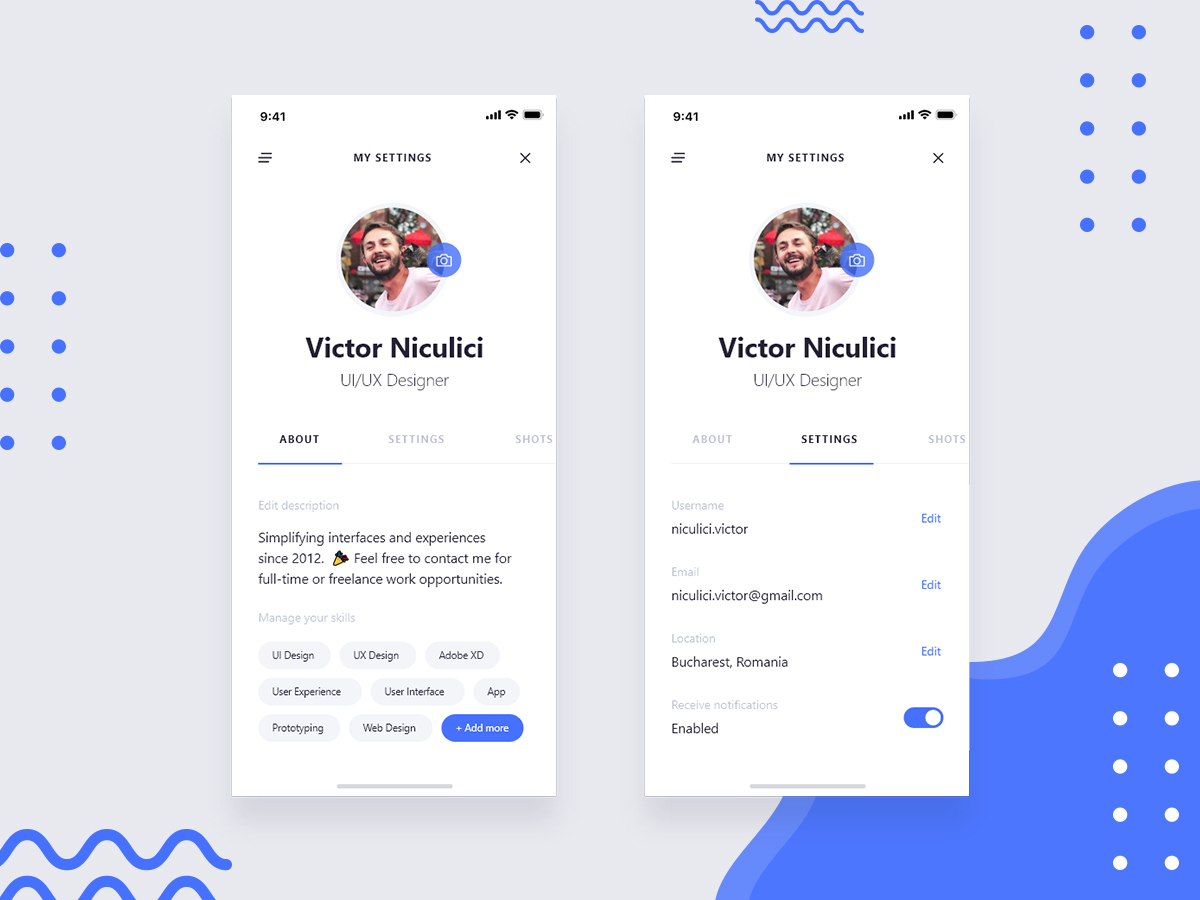 9:41
MY SETTINGS
Victor Niculici
UI/UX Designer
ABOUT SETTINGS SHOTS
Edit description
Simplifying interfaces and experiences
since 2012. 🎉 Feel free to contact me for
full-time or freelance work opportunities.
Manage your skills
UI Design UX Design Adobe XD
User Experience User Interface App
Prototyping Web Design + Add more
9:41
MY SETTINGS
Victor Niculici
UI/UX Designer
ABOUT SETTINGS SHOTS
Username
niculici.victor
Edit
Email
niculici.victor@gmail.com
Edit
Location
Bucharest, Romania
Edit
Receive notifications
Enabled